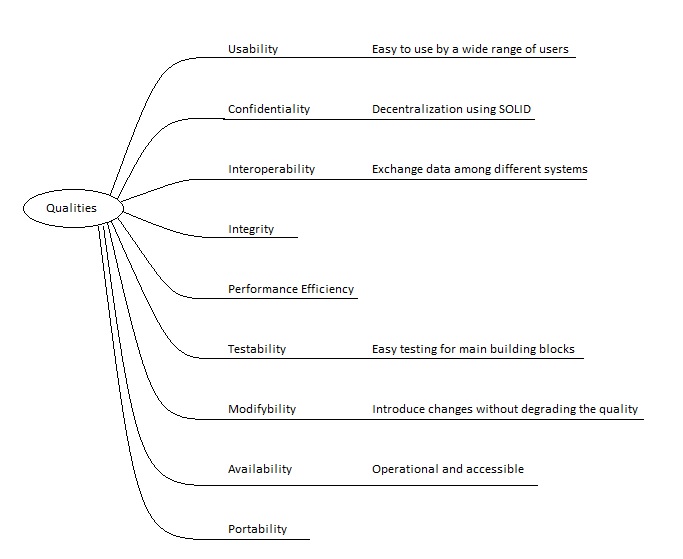 Usability Easy to use by a wide range of users
Confidentiality Decentralization using SOLID
Interoperability Exchange data among different systems
Qualities
Integrity
Performance Efficiency
Testability Easy testing for main building blocks
Modifybility Introduce changes without degrading the quality
Availability Operational and accessible
Portability